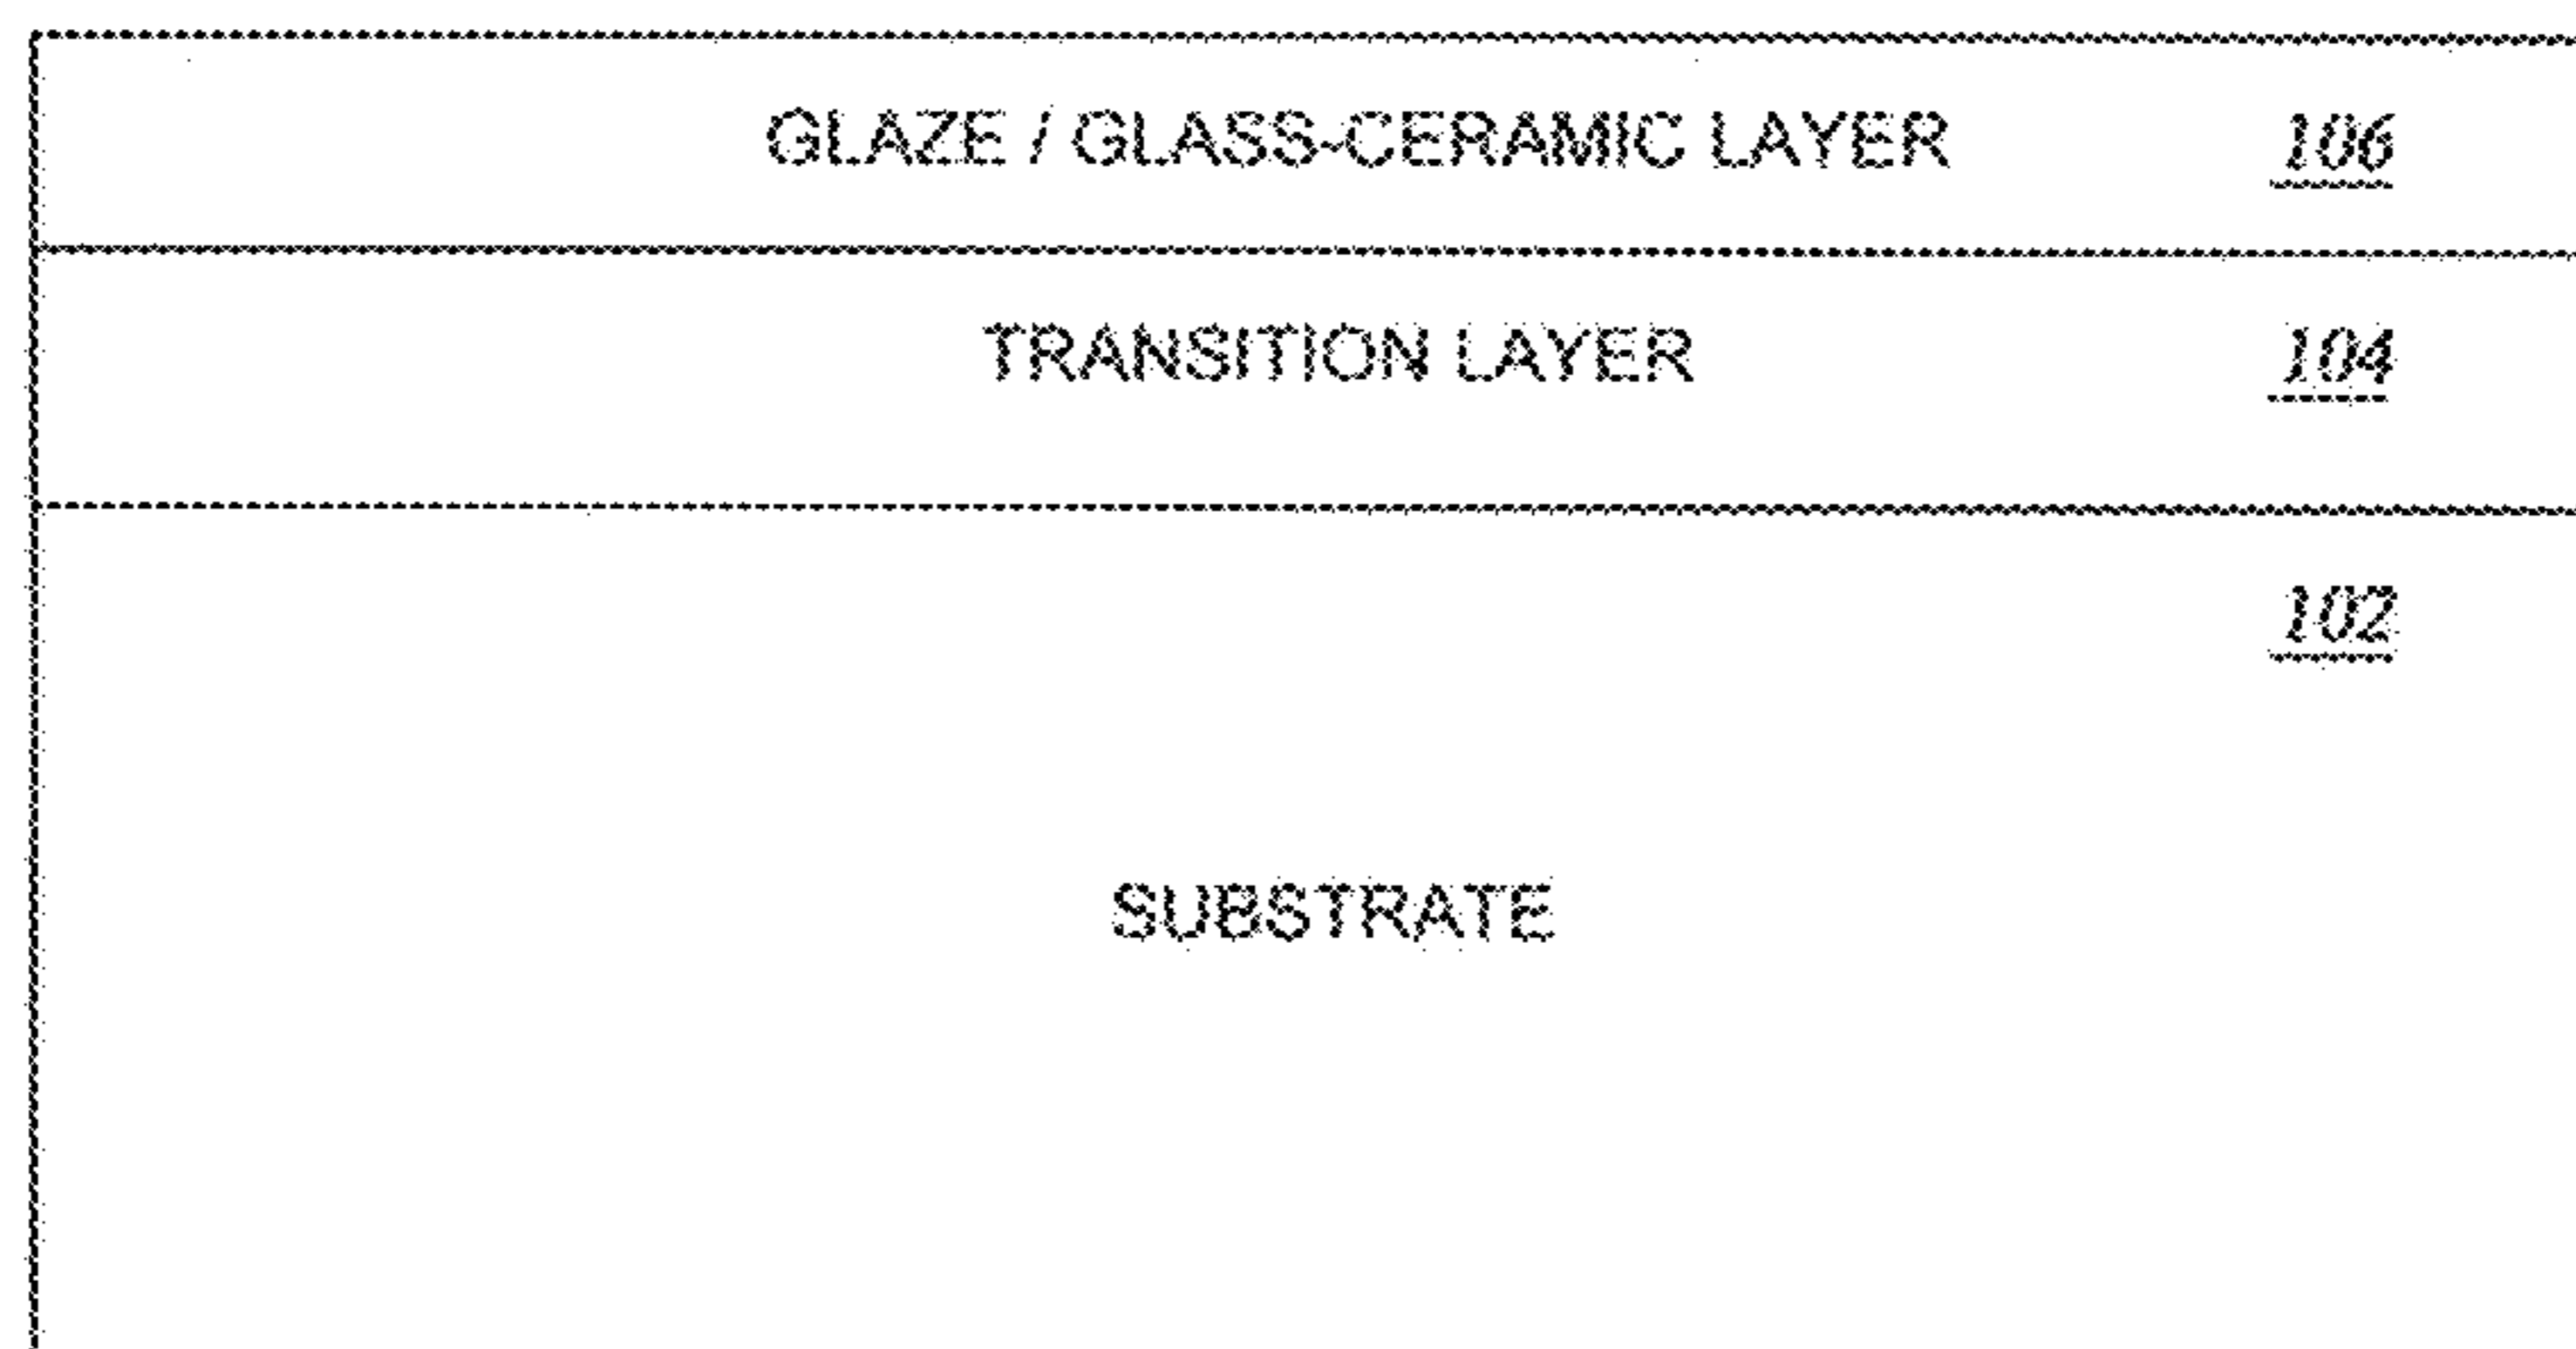 GLAZE / GLASS-CERAMIC LAYER 106
TRANSITION LAYER 104
102
SUBSTRATE